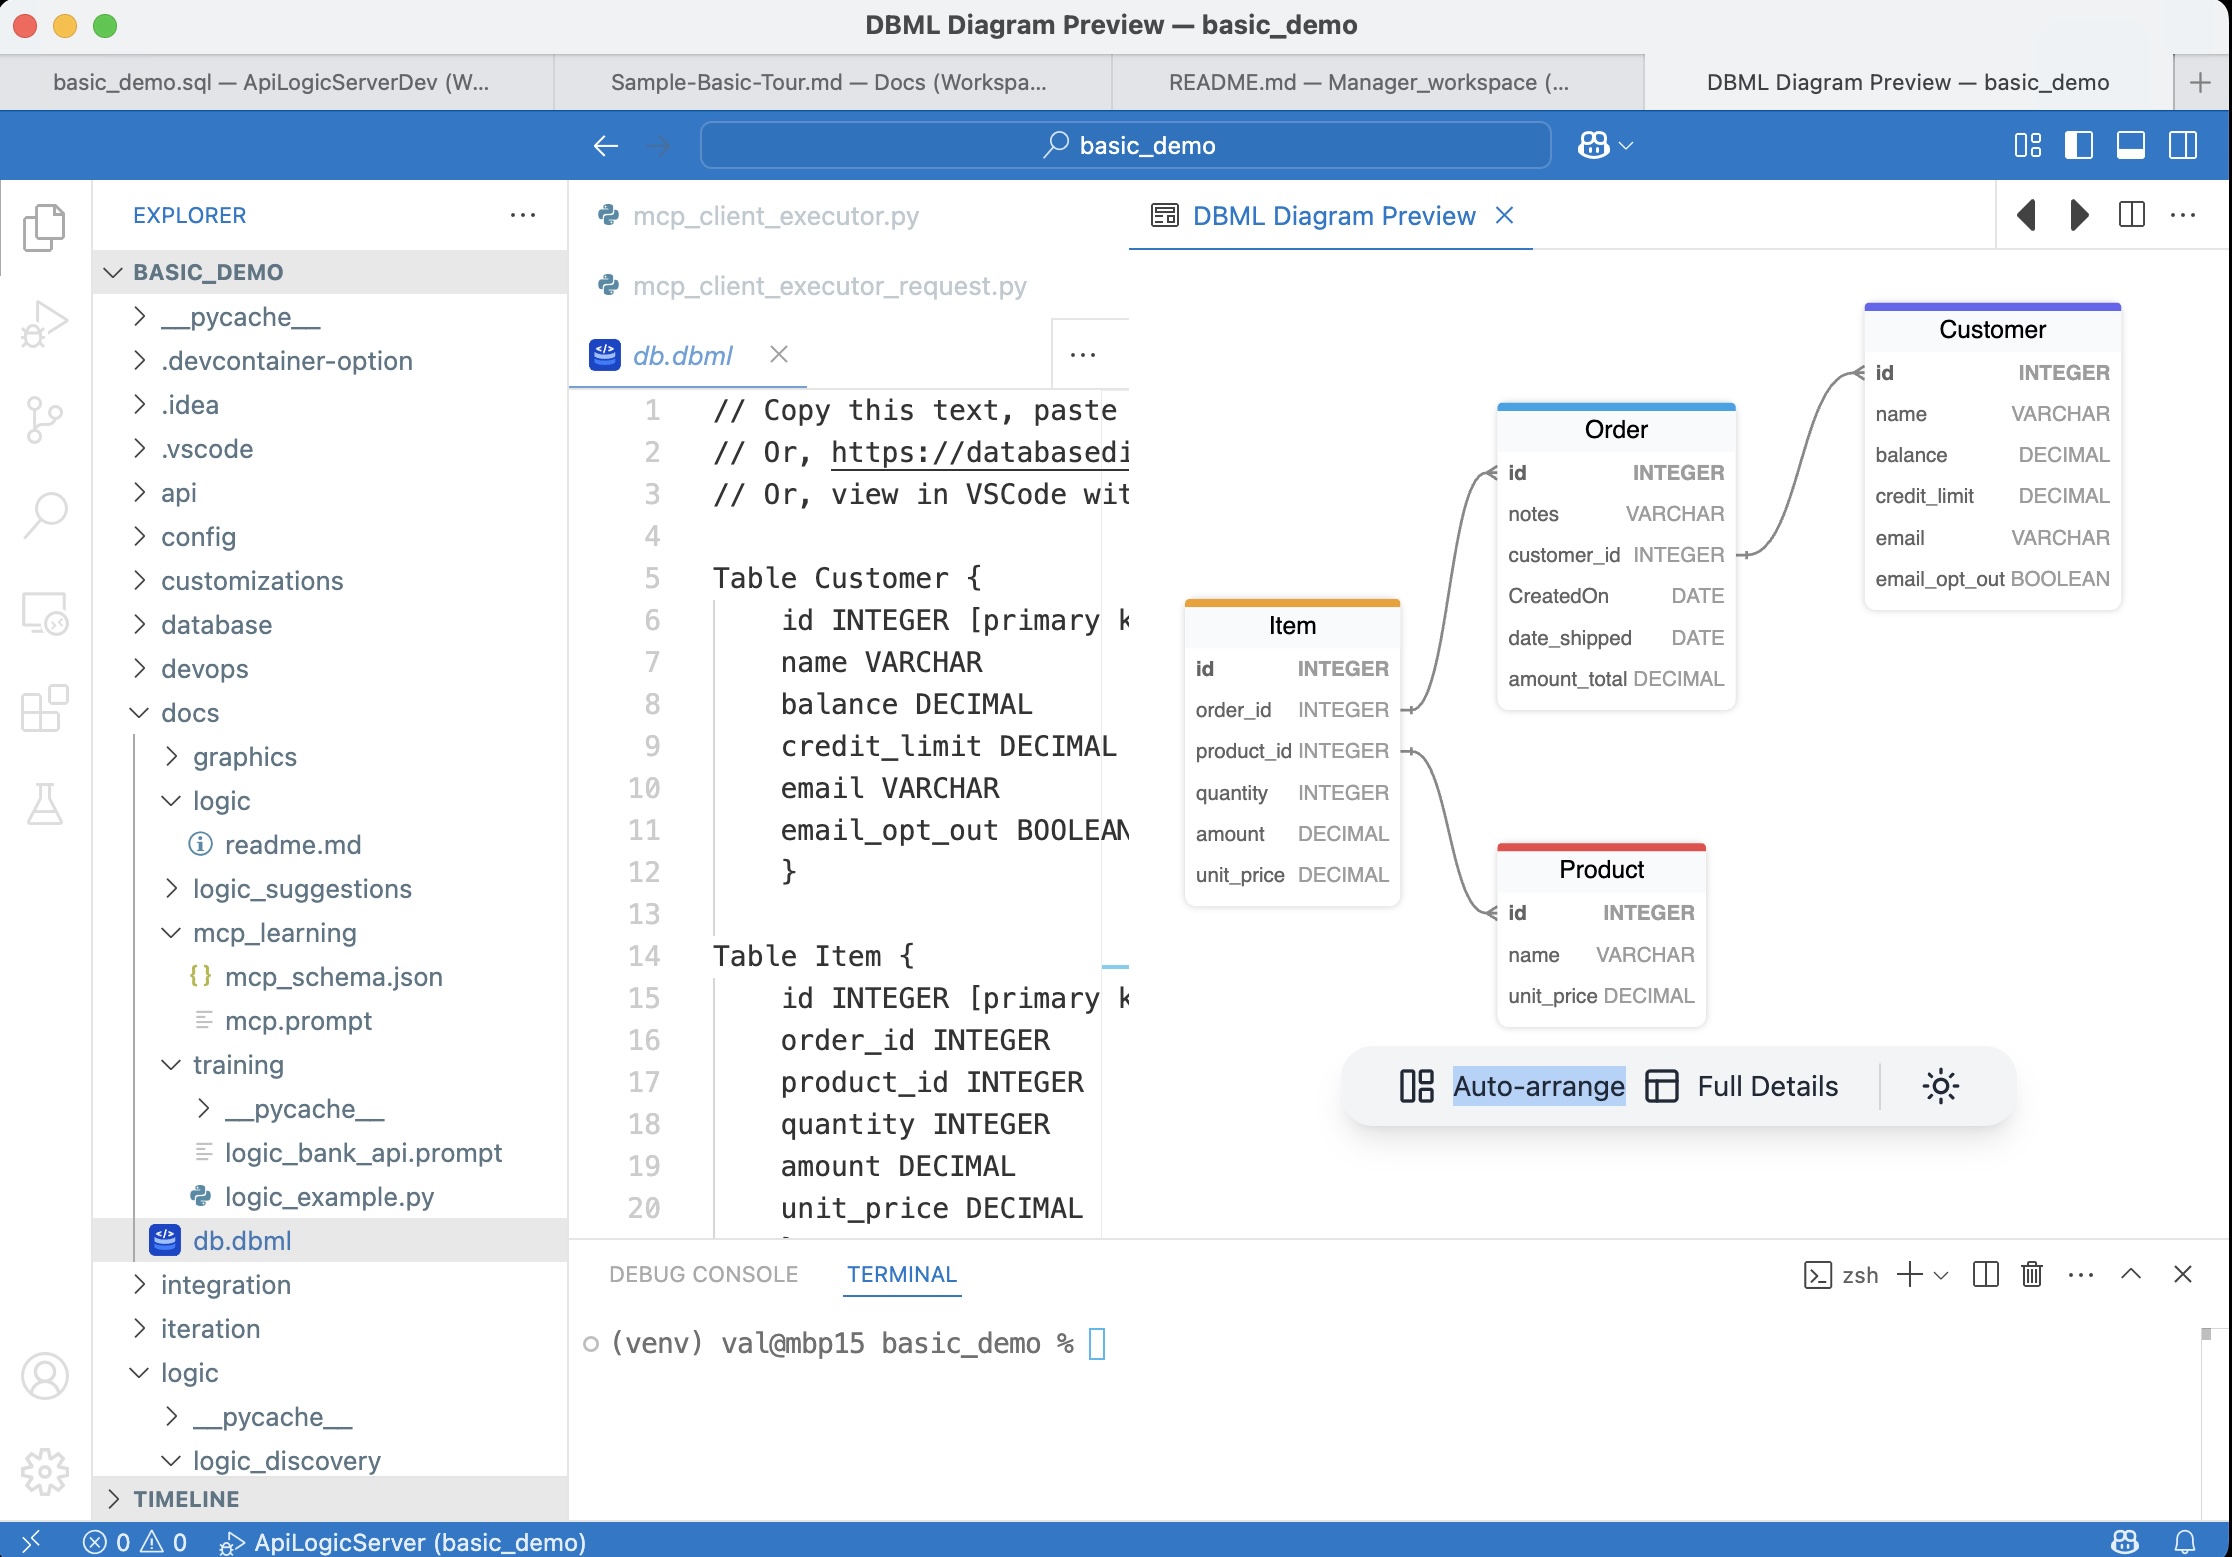 DBML Diagram Preview — basic_demo
basic_demo.sql — ApiLogicServerDev (W...
Sample-Basic-Tour.md — Docs (Workspa...
README.md — Manager_workspace (...
DBML Diagram Preview — basic_demo
basic_demo
EXPLORER
BASIC_DEMO
__pycache__
.devcontainer-option
.idea
.vscode
api
config
customizations
database
devops
docs
graphics
logic
readme.md
logic_suggestions
mcp_learning
mcp_schema.json
mcp.prompt
training
__pycache__
logic_bank_api.prompt
logic_example.py
db.dbml
integration
iteration
logic
__pycache__
logic_discovery
TIMELINE
mcp_client_executor.py
mcp_client_executor_request.py
db.dbml
1 // Copy this text, paste
2 // Or, https://databasedi
3 // Or, view in VSCode wit
4
5 Table Customer {
6 id INTEGER [primary k
7 name VARCHAR
8 balance DECIMAL
9 credit_limit DECIMAL
10 email VARCHAR
11 email_opt_out BOOLEAN
12 }
13
14 Table Item {
15 id INTEGER [primary k
16 order_id INTEGER
17 product_id INTEGER
18 quantity INTEGER
19 amount DECIMAL
20 unit_price DECIMAL
DBML Diagram Preview
Item
id INTEGER
order_id INTEGER
product_id INTEGER
quantity INTEGER
amount DECIMAL
unit_price DECIMAL
Order
id INTEGER
notes VARCHAR
customer_id INTEGER
CreatedOn DATE
date_shipped DATE
amount_total DECIMAL
Customer
id INTEGER
name VARCHAR
balance DECIMAL
credit_limit DECIMAL
email VARCHAR
email_opt_out BOOLEAN
Product
id INTEGER
name VARCHAR
unit_price DECIMAL
Auto-arrange
Full Details
DEBUG CONSOLE
TERMINAL
zsh
(venv) val@mbp15 basic_demo %
0 0 ApiLogicServer (basic_demo)